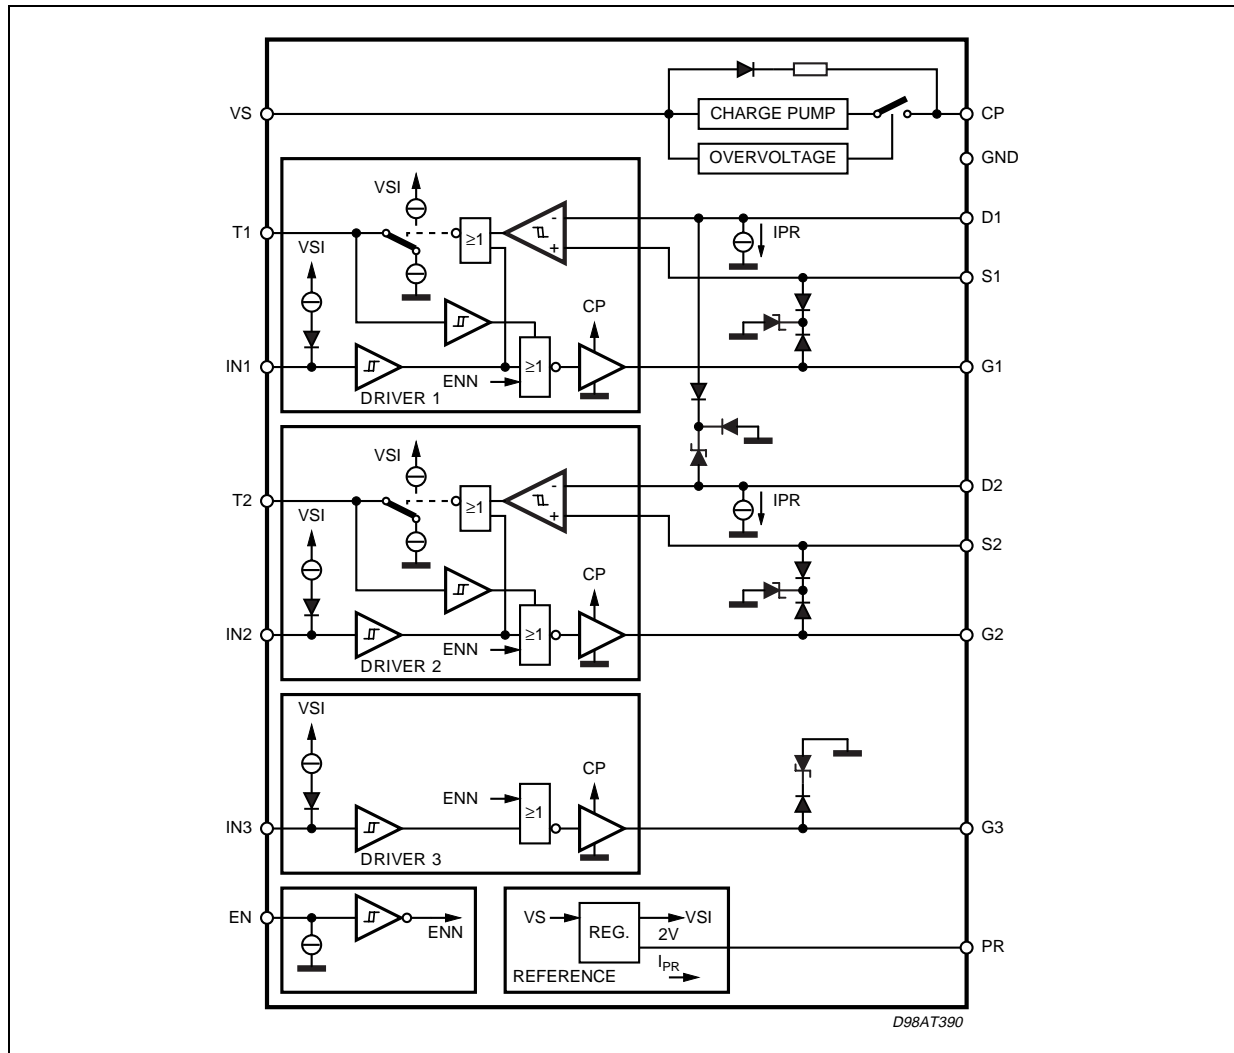 VS
CHARGE PUMP
CP
OVERVOLTAGE
GND
VSI
D1
T1
≥1
-
+
IPR
VSI
S1
CP
IN1
≥1
G1
ENN
DRIVER 1
VSI
D2
T2
≥1
-
+
IPR
VSI
S2
CP
IN2
≥1
G2
ENN
DRIVER 2
VSI
CP
ENN
≥1
IN3
G3
DRIVER 3
EN
ENN
VS
REG.
VSI
2V
PR
IPR
REFERENCE
D98AT390